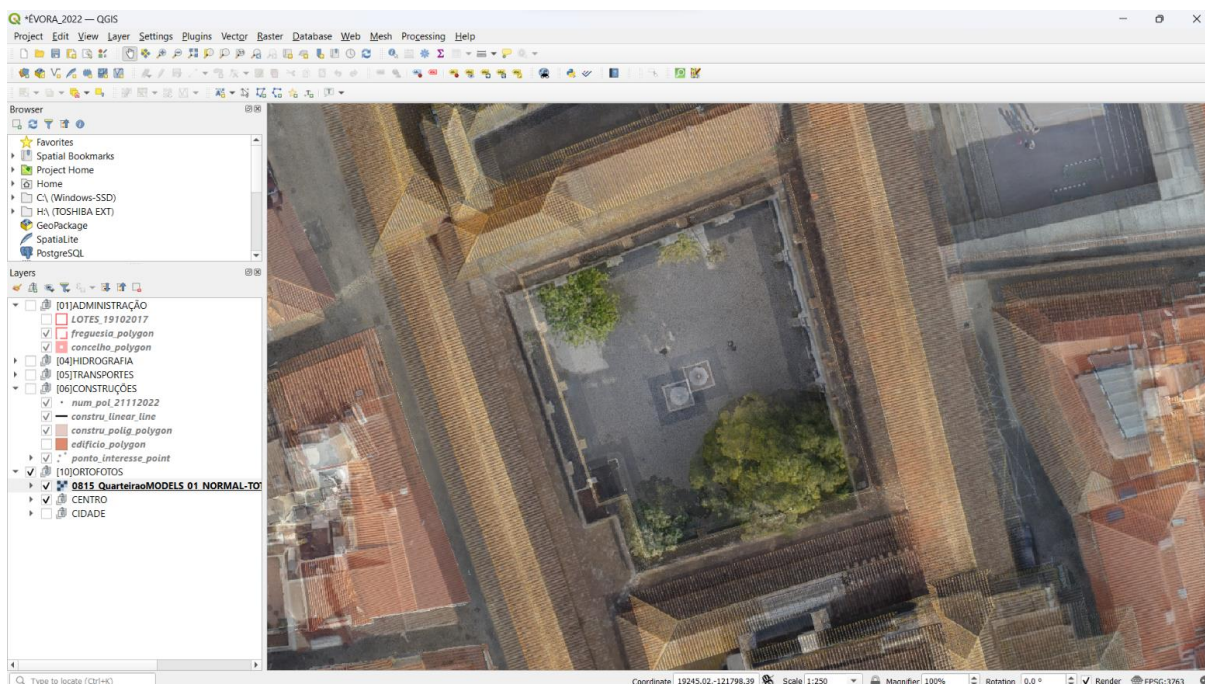 *ÉVORA_2022 — QGIS
Project Edit View Layer Settings Plugins Vector Raster Database Web Mesh Processing Help
Browser
Favorites
Spatial Bookmarks
Project Home
Home
C:\ (Windows-SSD)
H:\ (TOSHIBA EXT)
GeoPackage
SpatiaLite
PostgreSQL
Layers
[01]ADMINISTRAÇÃO
LOTES_19102017
freguesia_polygon
concelho_polygon
[04]HIDROGRAFIA
[05]TRANSPORTES
[06]CONSTRUÇÕES
num_pol_21112022
constru_linear_line
constru_polig_polygon
edificio_polygon
ponto_interesse_point
[10]ORTOFOTOS
0815_QuarteiraoMODELS_01_NORMAL-TO
CENTRO
CIDADE
Type to locate (Ctrl+K)
Coordinate 19245.02,-121798.39 Scale 1:250 Magnifier 100% Rotation 0,0 ° Render EPSG:3763